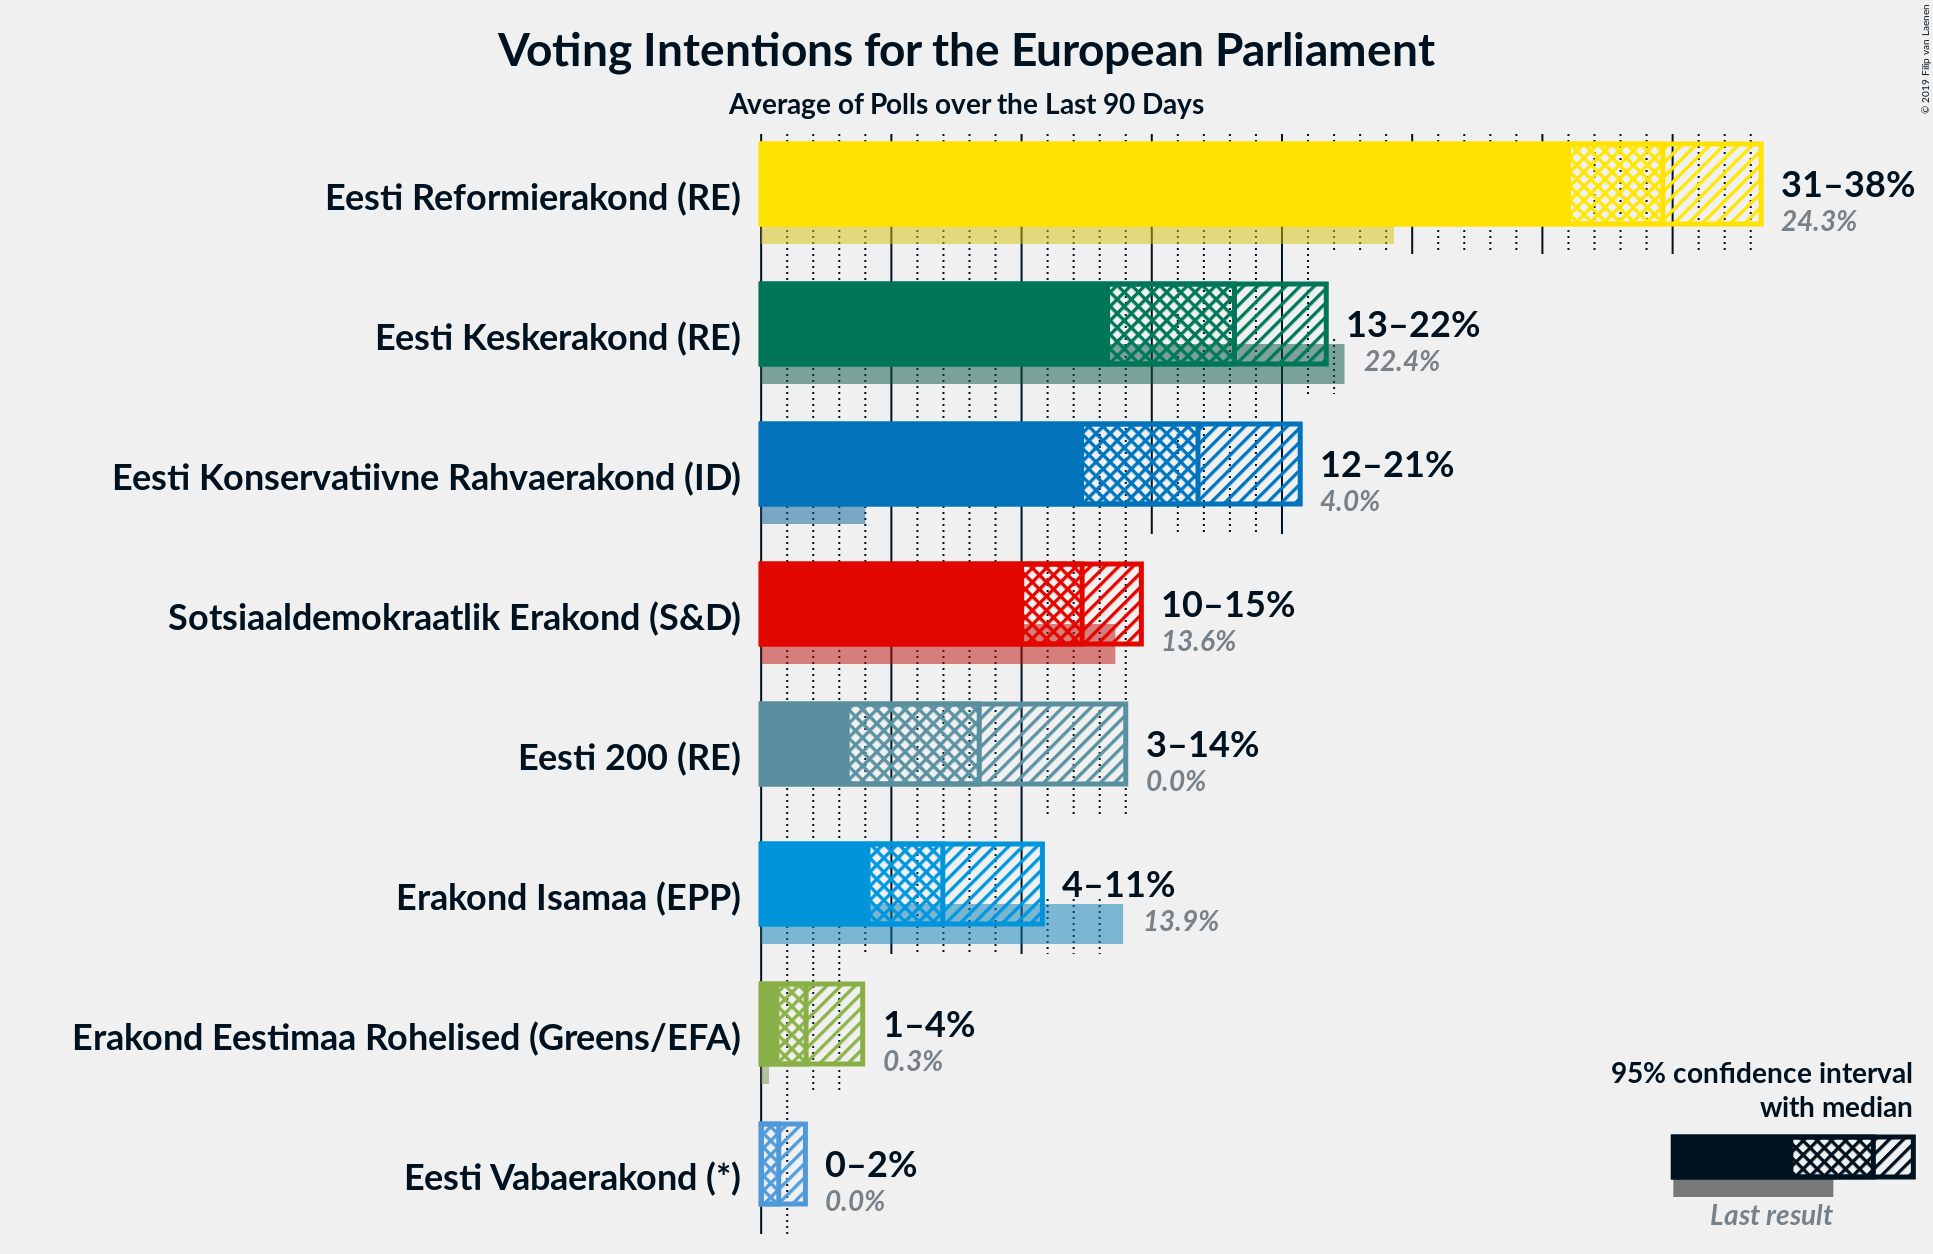 Voting Intentions for the European Parliament
Average of Polls over the Last 90 Days
© 2019 Filip van Laenen
Eesti Reformierakond (RE)
31–38%
24.3%
Eesti Keskerakond (RE)
13–22%
22.4%
Eesti Konservatiivne Rahvaerakond (ID)
12–21%
4.0%
Sotsiaaldemokraatlik Erakond (S&D)
10–15%
13.6%
Eesti 200 (RE)
3–14%
0.0%
Erakond Isamaa (EPP)
4–11%
13.9%
Erakond Eestimaa Rohelised (Greens/EFA)
1–4%
0.3%
Eesti Vabaerakond (*)
0–2%
0.0%
95% confidence interval
with median
Last result